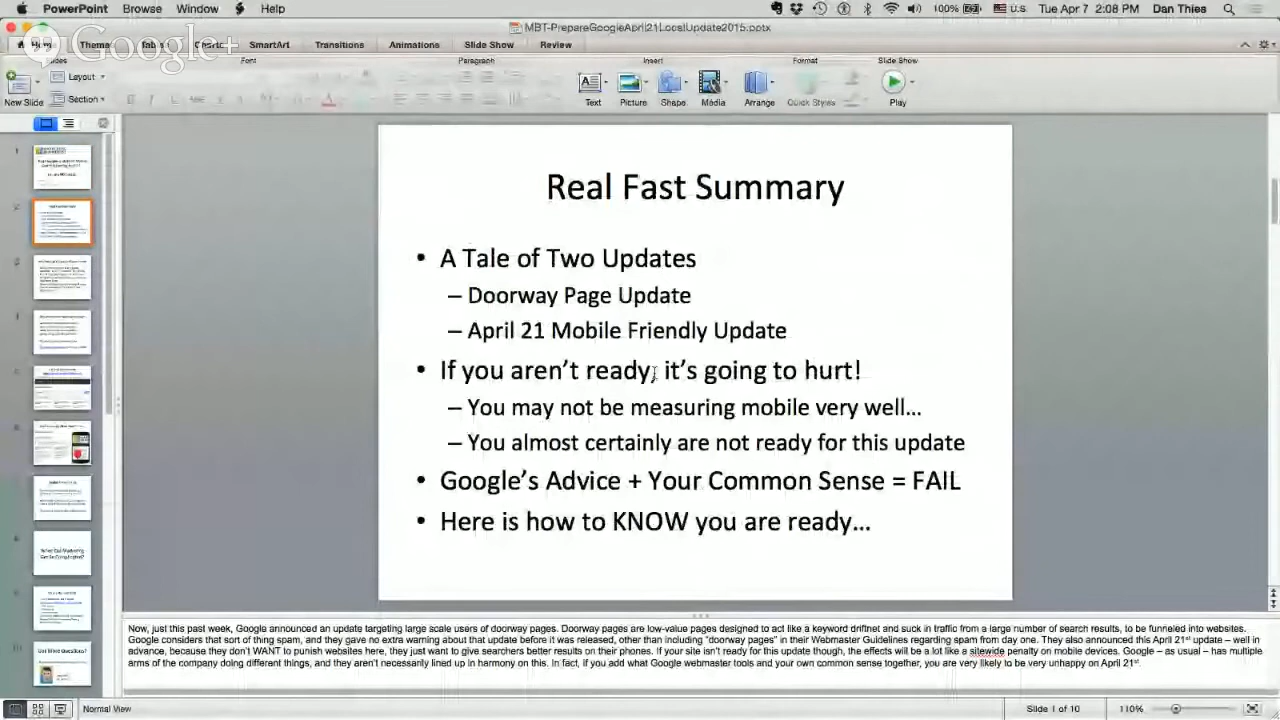 PowerPoint Browse Window Help 100% U.S Tue Apr 7 2:08 PM Dan Thies
MBT-PrepareGoogleApril21LocalUpdate2015.pptx
Google+
Home Themes Tables Charts SmartArt Transitions Animations Slide Show Review
Slides Font Paragraph Insert Format Slide Show
Layout
Section
New Slide Text Picture Shape Media Arrange Quick Styles Play
Real Fast Summary
• A Tale of Two Updates
– Doorway Page Update
– April 21 Mobile Friendly Update
• If you aren't ready, it's going to hurt!
– You may not be measuring mobile very well…
– You almost certainly are not ready for this update
• Google's Advice + Your Common Sense = FAIL
• Here is how to KNOW you are ready…
Now, just this past week, Google announced an update targeting large scale users of doorway pages. Doorway pages are low-value pages designed to act like a keyword driftnet and suck in traffic from a large number of search results, to be funneled into websites.
Google considers that sort of thing spam, and they gave no extra warning about that update before it was released, other than including "doorway pages" in their Webmaster Guidelines regarding spam from day one. They also announced this April 21st update – well in
advance, because they don't WANT to punish websites here, they just want to give searchers better results on their phones. If your site isn't ready for this update though, the effects will be a lot like a sitewide penalty on mobile devices. Google – as usual – has multiple
arms of the company doing different things, and they aren't necessarily lined up in harmony on this. In fact, if you add what Google webmaster tools and your own common sense together, you are very likely to be very unhappy on April 21st.
Normal View Slide 1 of 10 110%